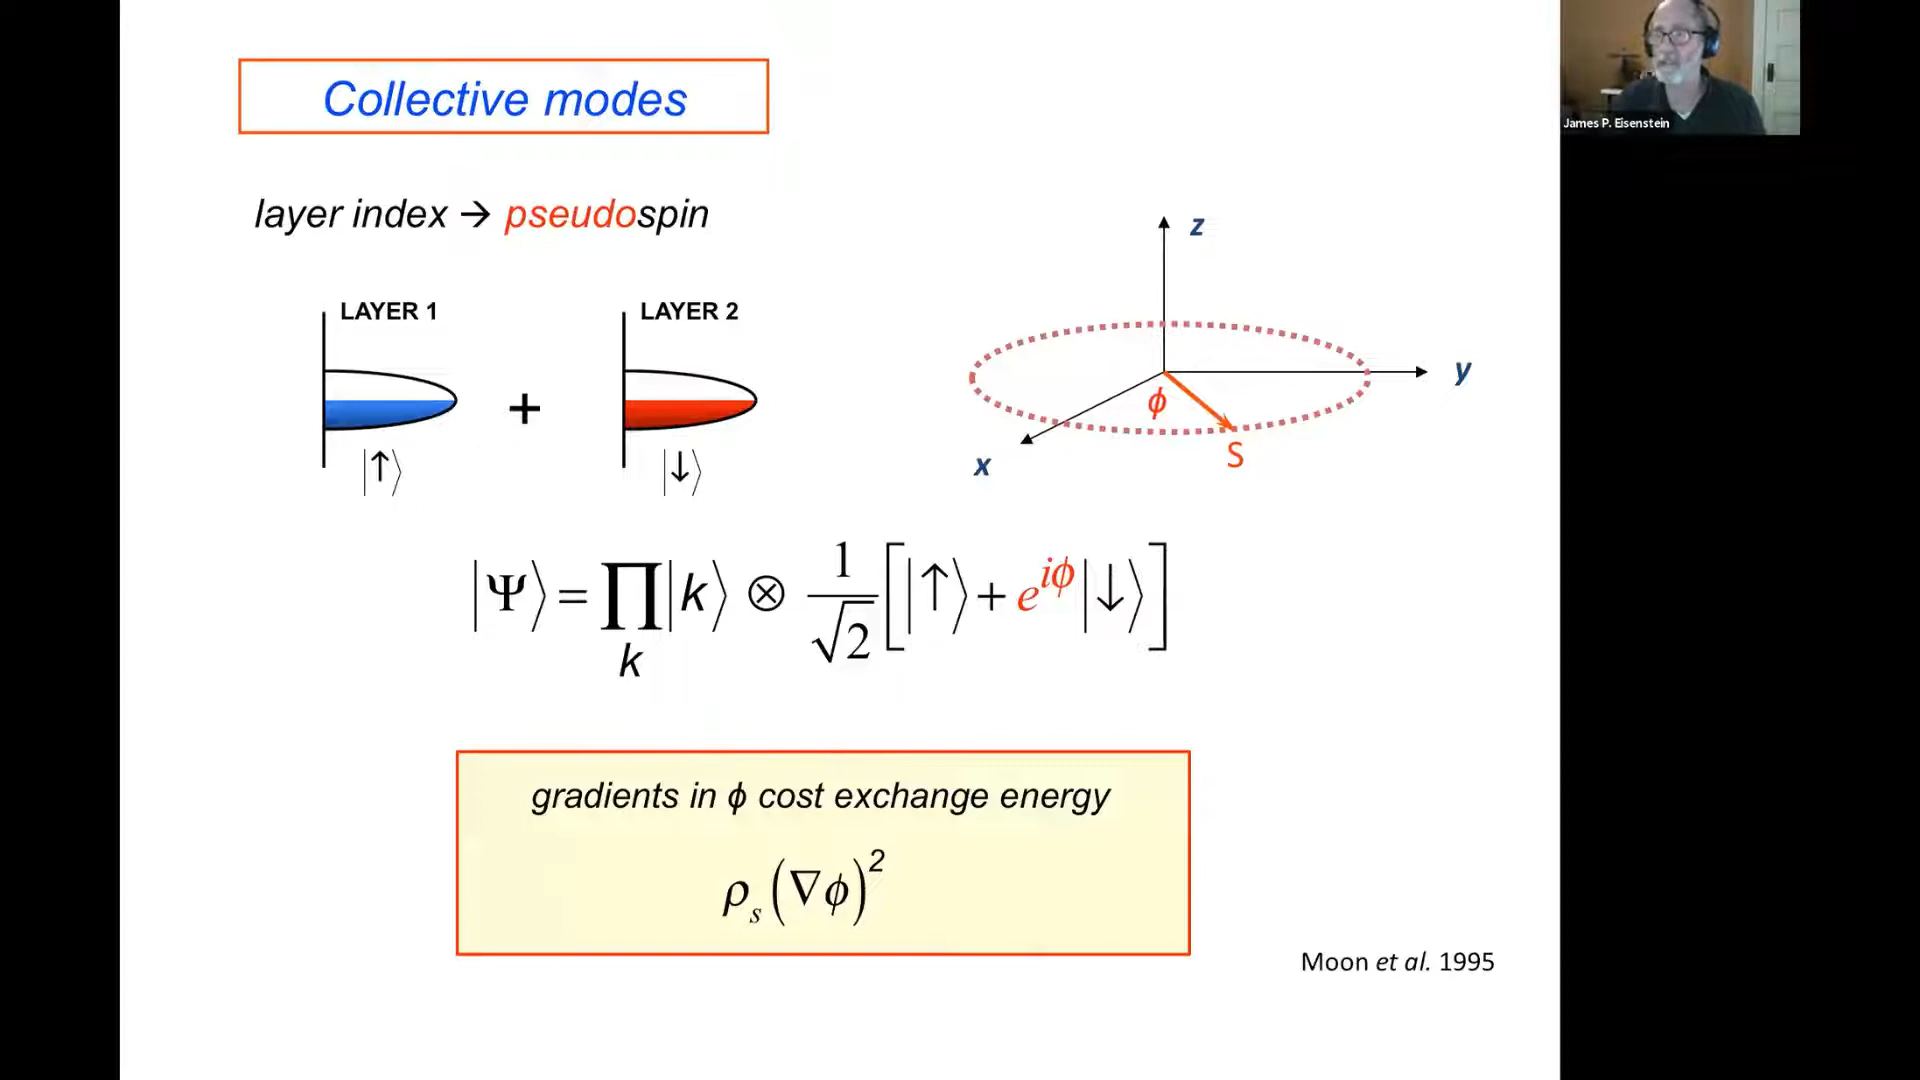 Collective modes
James P. Eisenstein
layer index → pseudospin
LAYER 1
LAYER 2
+
|↑⟩
|↓⟩
z
y
x
ϕ
S
|Ψ⟩ = ∏_k |k⟩ ⊗ 1/√2 [|↑⟩ + e^{iϕ} |↓⟩]
gradients in ϕ cost exchange energy
ρ_s (∇ϕ)^2
Moon et al. 1995